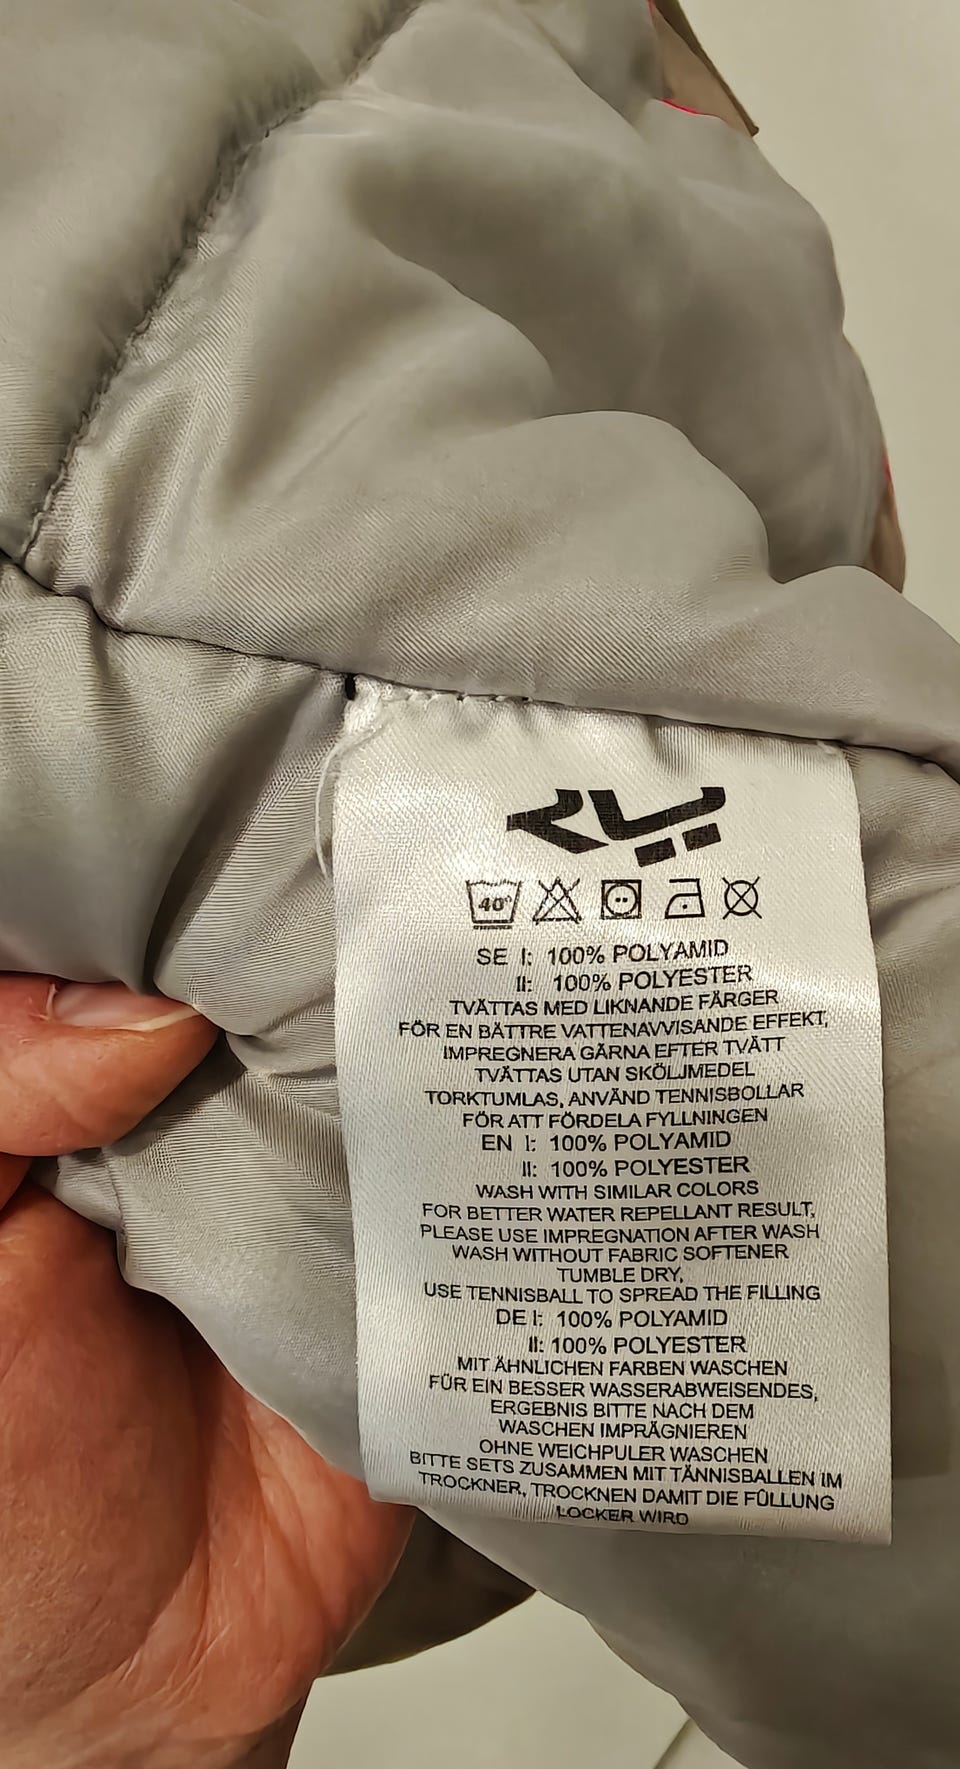 40°
SE I: 100% POLYAMID
II: 100% POLYESTER
TVÄTTAS MED LIKNANDE FÄRGER
FÖR EN BÄTTRE VATTENAVVISANDE EFFEKT,
IMPREGNERA GÄRNA EFTER TVÄTT
TVÄTTAS UTAN SKÖLJMEDEL
TORKTUMLAS, ANVÄND TENNISBOLLAR
FÖR ATT FÖRDELA FYLLNINGEN
EN I: 100% POLYAMID
II: 100% POLYESTER
WASH WITH SIMILAR COLORS
FOR BETTER WATER REPELLANT RESULT,
PLEASE USE IMPREGNATION AFTER WASH
WASH WITHOUT FABRIC SOFTENER
TUMBLE DRY,
USE TENNISBALL TO SPREAD THE FILLING
DE I: 100% POLYAMID
II: 100% POLYESTER
MIT ÄHNLICHEN FARBEN WASCHEN
FÜR EIN BESSER WASSERABWEISENDES,
ERGEBNIS BITTE NACH DEM
WASCHEN IMPRÄGNIEREN
OHNE WEICHPULER WASCHEN
BITTE SETS ZUSAMMEN MIT TÄNNISBALLEN IM
TROCKNER, TROCKNEN DAMIT DIE FÜLLUNG
LOCKER WIRD